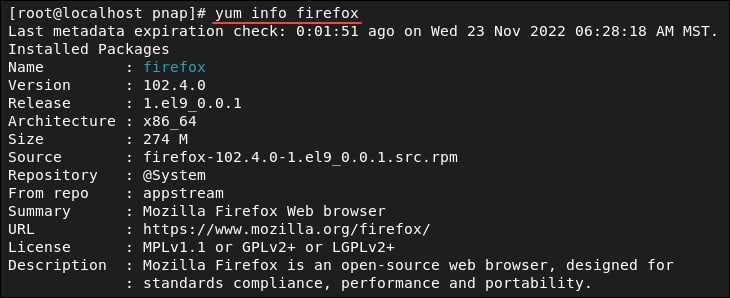 [root@localhost pnap]# yum info firefox
Last metadata expiration check: 0:01:51 ago on Wed 23 Nov 2022 06:28:18 AM MST.
Installed Packages
Name         : firefox
Version      : 102.4.0
Release      : 1.el9_0.0.1
Architecture : x86_64
Size         : 274 M
Source       : firefox-102.4.0-1.el9_0.0.1.src.rpm
Repository   : @System
From repo    : appstream
Summary      : Mozilla Firefox Web browser
URL          : https://www.mozilla.org/firefox/
License      : MPLv1.1 or GPLv2+ or LGPLv2+
Description  : Mozilla Firefox is an open-source web browser, designed for
             : standards compliance, performance and portability.